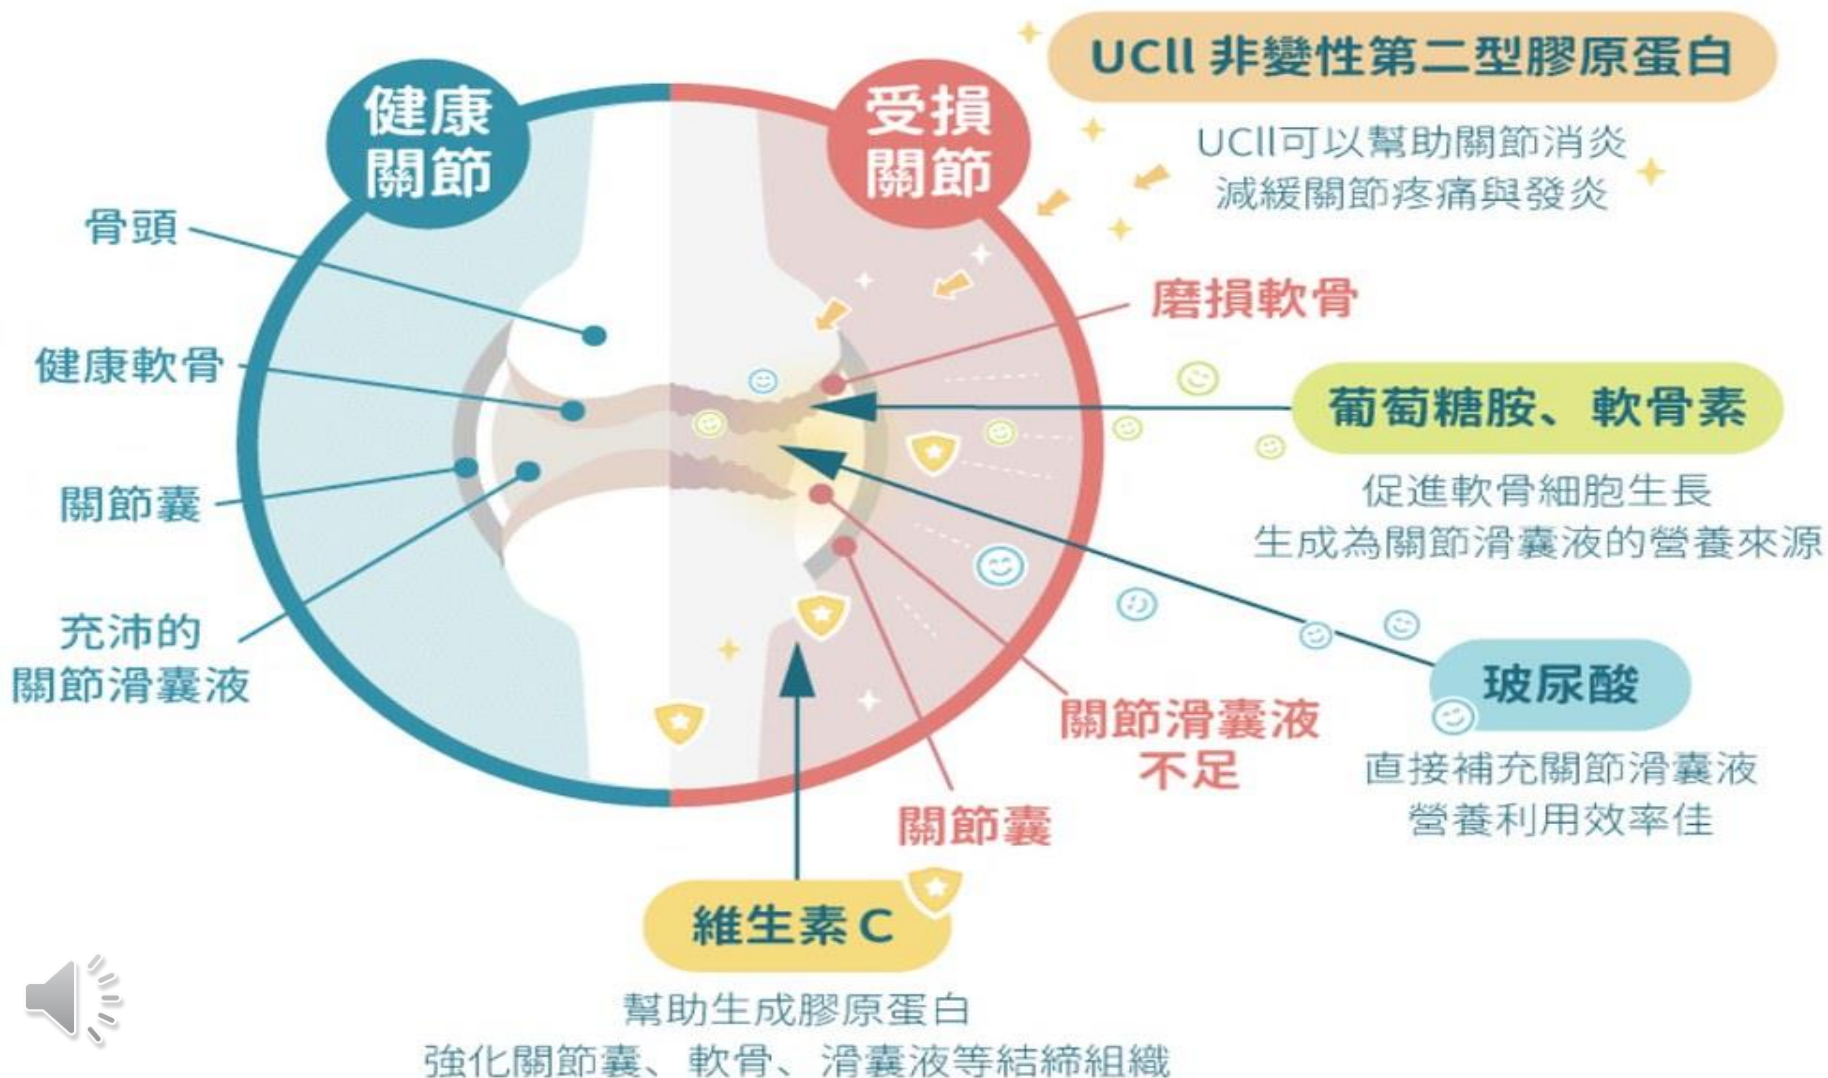 UCll 非變性第二型膠原蛋白
UCll可以幫助關節消炎
減緩關節疼痛與發炎
健康
關節
受損
關節
骨頭
健康軟骨
關節囊
充沛的
關節滑囊液
磨損軟骨
葡萄糖胺、軟骨素
促進軟骨細胞生長
生成為關節滑囊液的營養來源
玻尿酸
直接補充關節滑囊液
營養利用效率佳
關節滑囊液
不足
關節囊
維生素 C
幫助生成膠原蛋白
強化關節囊、軟骨、滑囊液等結締組織